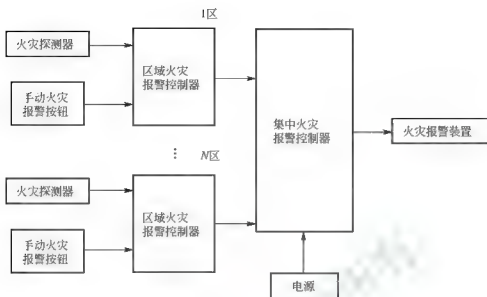 1区
火灾探测器
手动火灾
报警按钮
区域火灾
报警控制器
集中火灾
报警控制器
火灾报警装置
⋮ N区
火灾探测器
手动火灾
报警按钮
区域火灾
报警控制器
电源